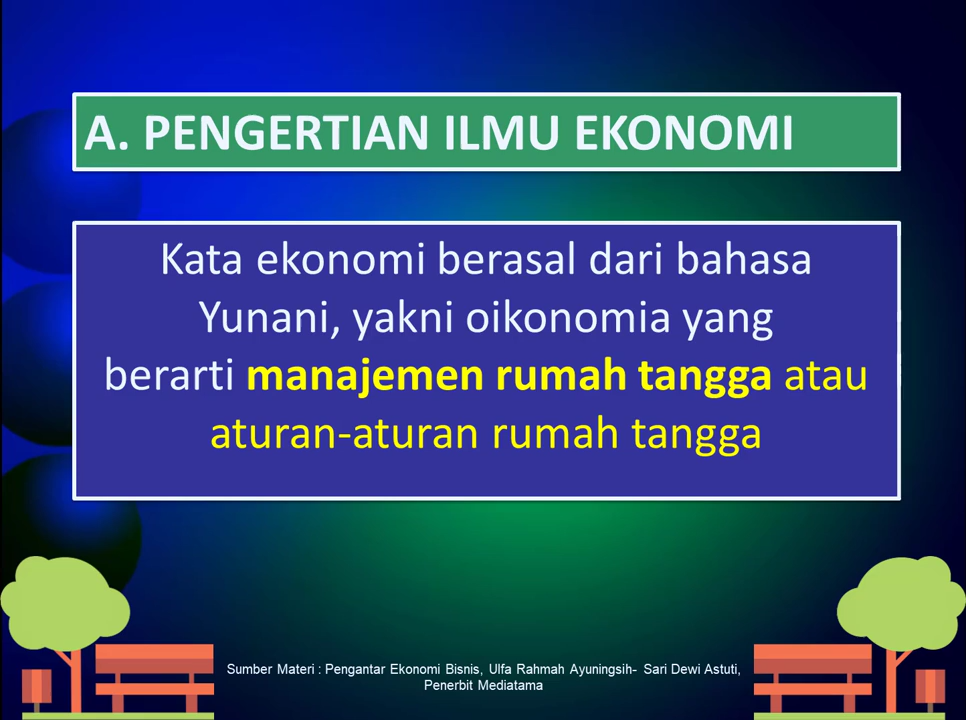 A. PENGERTIAN ILMU EKONOMI
Kata ekonomi berasal dari bahasa
Yunani, yakni oikonomia yang
berarti manajemen rumah tangga atau
aturan-aturan rumah tangga
Sumber Materi : Pengantar Ekonomi Bisnis, Ulfa Rahmah Ayuningsih- Sari Dewi Astuti,
Penerbit Mediatama